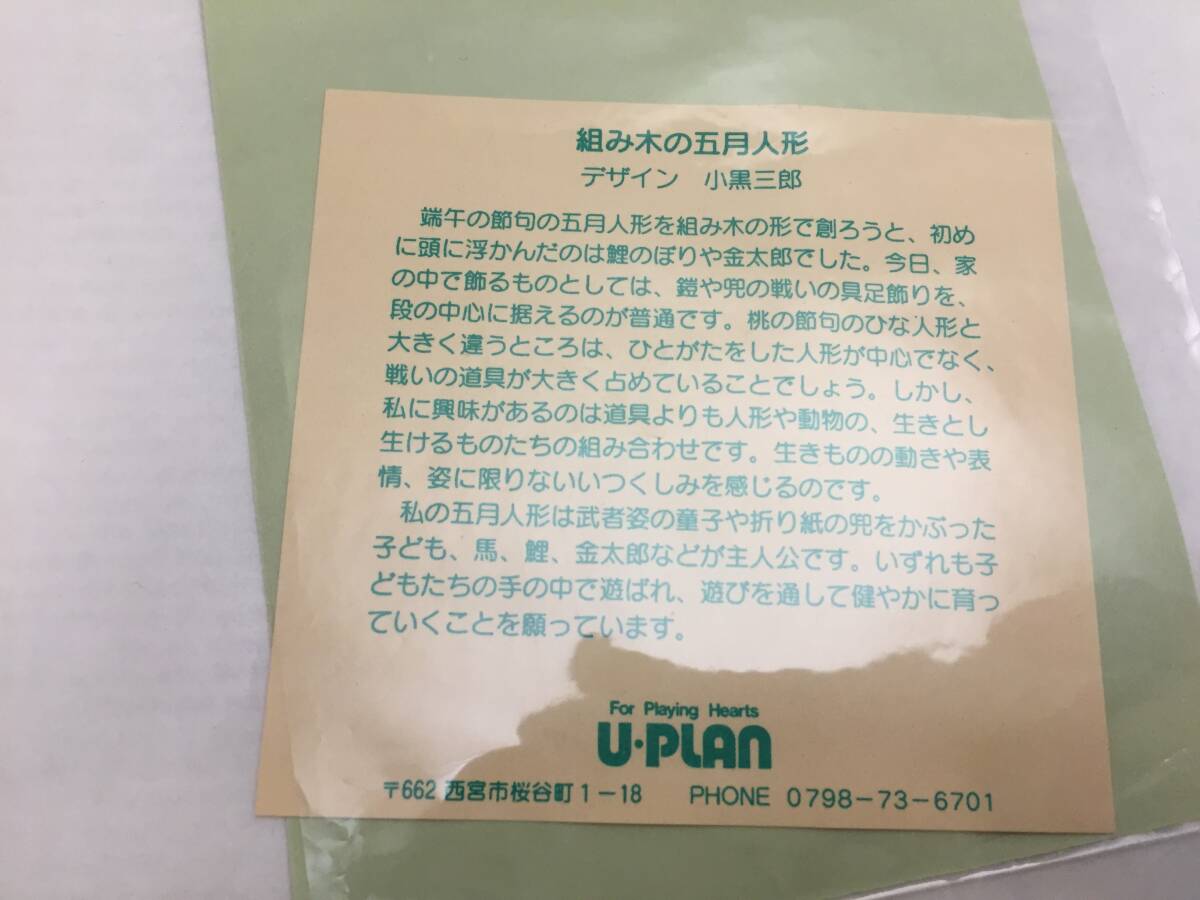 組み木の五月人形
デザイン　小黒三郎
　端午の節句の五月人形を組み木の形で創ろうと、初め
に頭に浮かんだのは鯉のぼりや金太郎でした。今日、家
の中で飾るものとしては、鎧や兜の戦いの具足飾りを、
段の中心に据えるのが普通です。桃の節句のひな人形と
大きく違うところは、ひとがたをした人形が中心でなく、
戦いの道具が大きく占めていることでしょう。しかし、
私に興味があるのは道具よりも人形や動物の、生きとし
生けるものたちの組み合わせです。生きものの動きや表
情、姿に限りないいつくしみを感じるのです。
　私の五月人形は武者姿の童子や折り紙の兜をかぶった
子ども、馬、鯉、金太郎などが主人公です。いずれも子
どもたちの手の中で遊ばれ、遊びを通して健やかに育っ
ていくことを願っています。
For Playing Hearts
U・PLAN
〒662 西宮市桜谷町1－18　PHONE 0798－73－6701